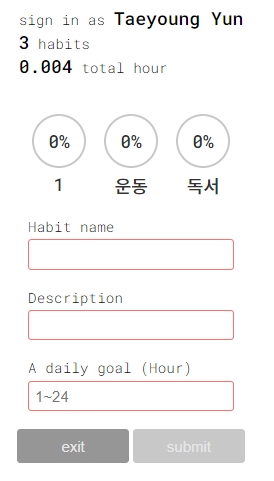 sign in as Taeyoung Yun
3 habits
0.004 total hour
0% 0% 0%
1 운동 독서
Habit name
Description
A daily goal (Hour)
1~24
exit submit